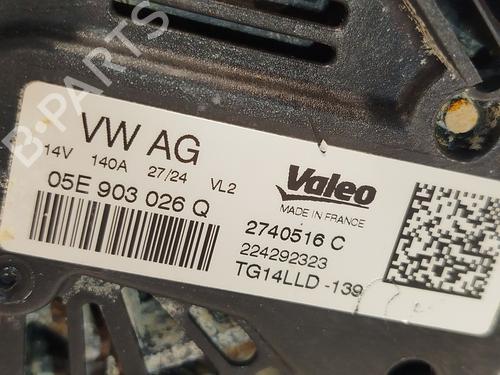 B-PARTS
VW AG
14V 140A 27/24 VL2
05E 903 026 Q
Valeo
MADE IN FRANCE
2740516 C
224292323
TG14LLD -139